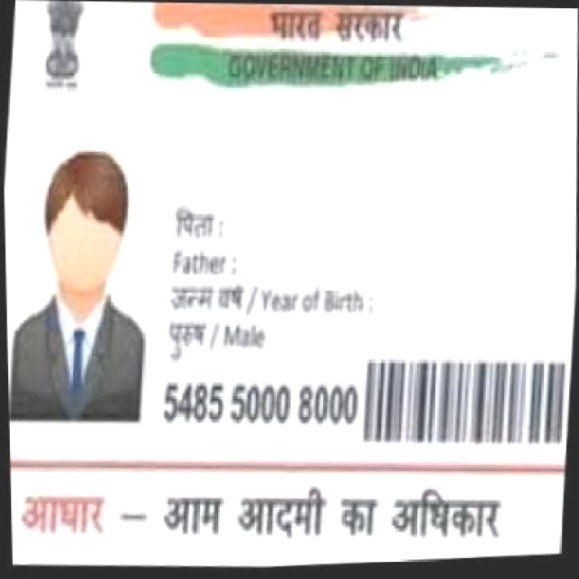 भारत सरकार
GOVERNMENT OF INDIA
पिता :
Father :
जन्म वर्ष / Year of Birth :
पुरुष / Male
5485 5000 8000
आधार – आम आदमी का अधिकार